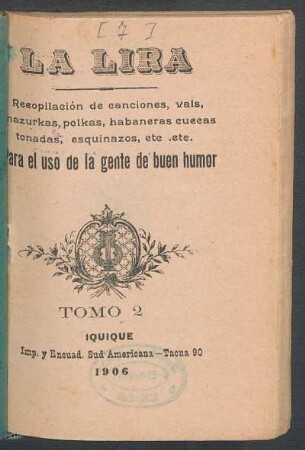 [7]
LA LIRA
Recopilación de canciones, vals,
mazurkas, polkas, habaneras cuecas
tonadas, esquinazos, etc .etc.
Para el uso de la gente de buen humor
TOMO 2
IQUIQUE
Imp. y Encuad. Sud Americana—Tacna 90
1906